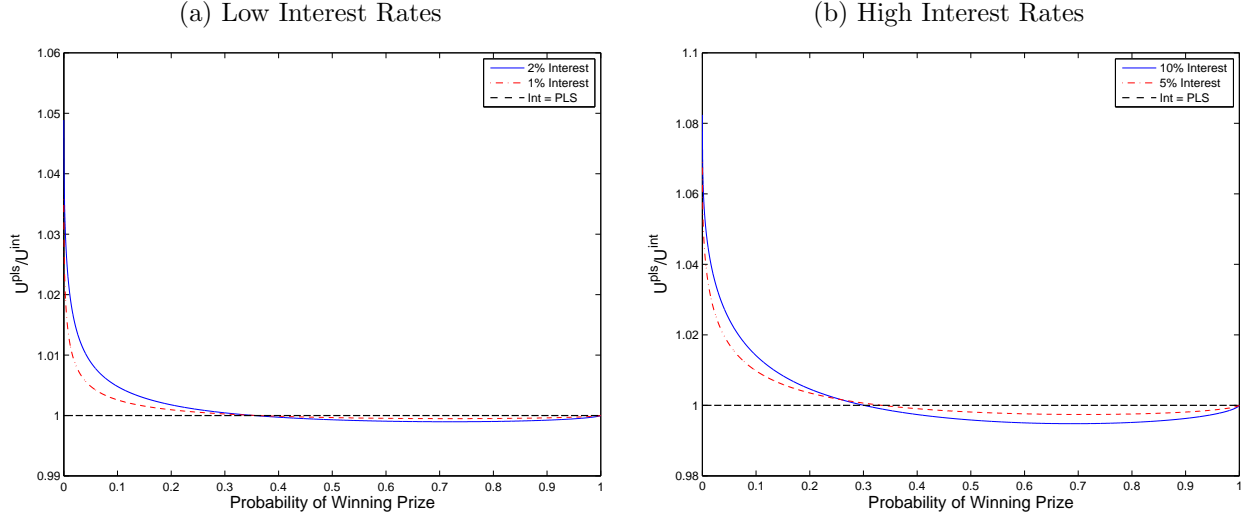 (a) Low Interest Rates
1.06
1.05
1.04
1.03
1.02
1.01
1
0.99
U^pls/U^int
0 0.1 0.2 0.3 0.4 0.5 0.6 0.7 0.8 0.9 1
Probability of Winning Prize
2% Interest
1% Interest
Int = PLS
(b) High Interest Rates
1.1
1.08
1.06
1.04
1.02
1
0.98
U^pls/U^int
0 0.1 0.2 0.3 0.4 0.5 0.6 0.7 0.8 0.9 1
Probability of Winning Prize
10% Interest
5% Interest
Int = PLS